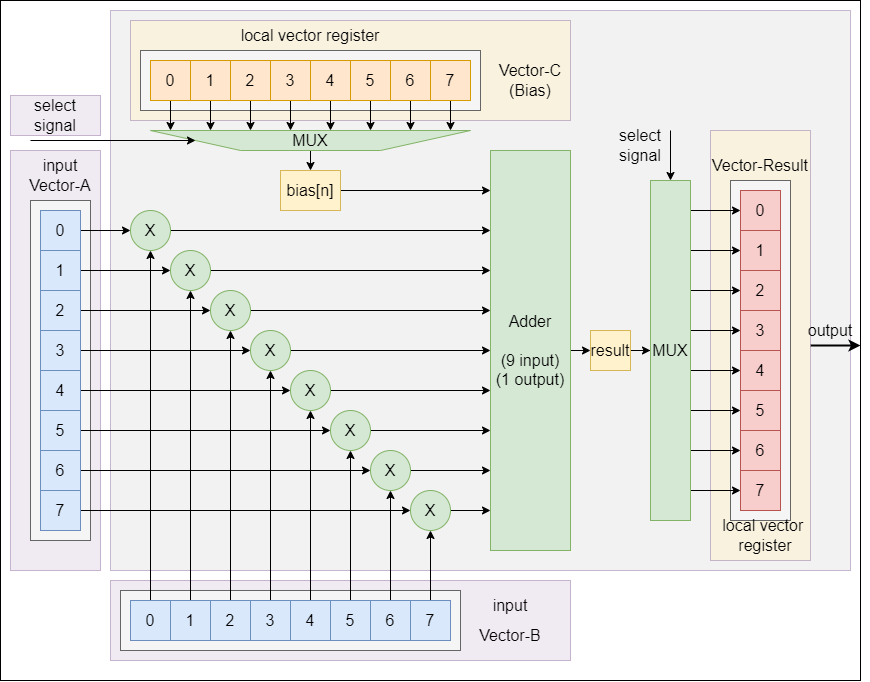 local vector register
0 1 2 3 4 5 6 7
Vector-C
(Bias)
select
signal
MUX
bias[n]
input
Vector-A
0
1
2
3
4
5
6
7
X
X
X
X
X
X
X
X
Adder
(9 input)
(1 output)
result
select
signal
MUX
Vector-Result
0
1
2
3
4
5
6
7
local vector
register
output
0 1 2 3 4 5 6 7
input
Vector-B